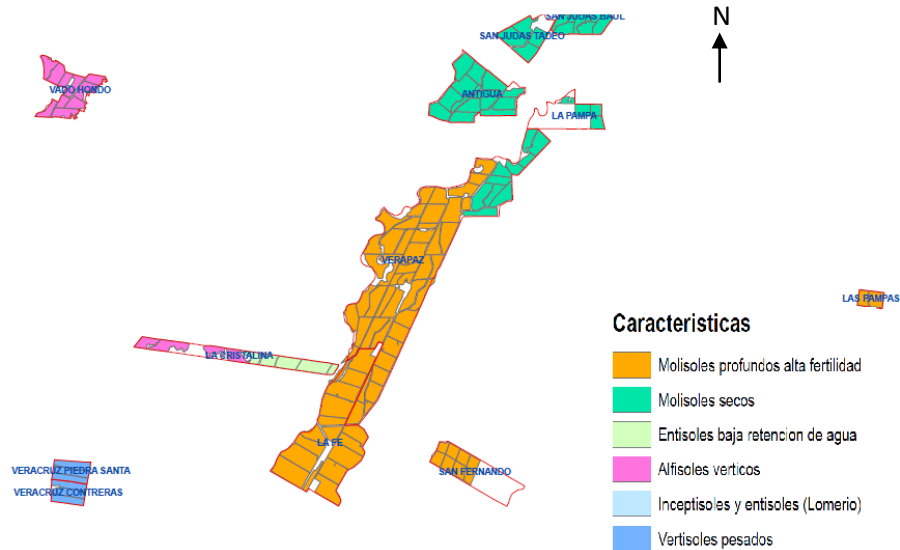 SAN JUDAS BAUL
N
SAN JUDAS TADEO
VADO HONDO
ANTIGUA
LA PAMPA
VERAPAZ
LAS PAMPAS
Caracteristicas
LA CRISTALINA
Molisoles profundos alta fertilidad
Molisoles secos
Entisoles baja retencion de agua
LA FE
VERACRUZ PIEDRA SANTA
SAN FERNANDO
Alfisoles verticos
VERACRUZ CONTRERAS
Inceptisoles y entisoles (Lomerio)
Vertisoles pesados